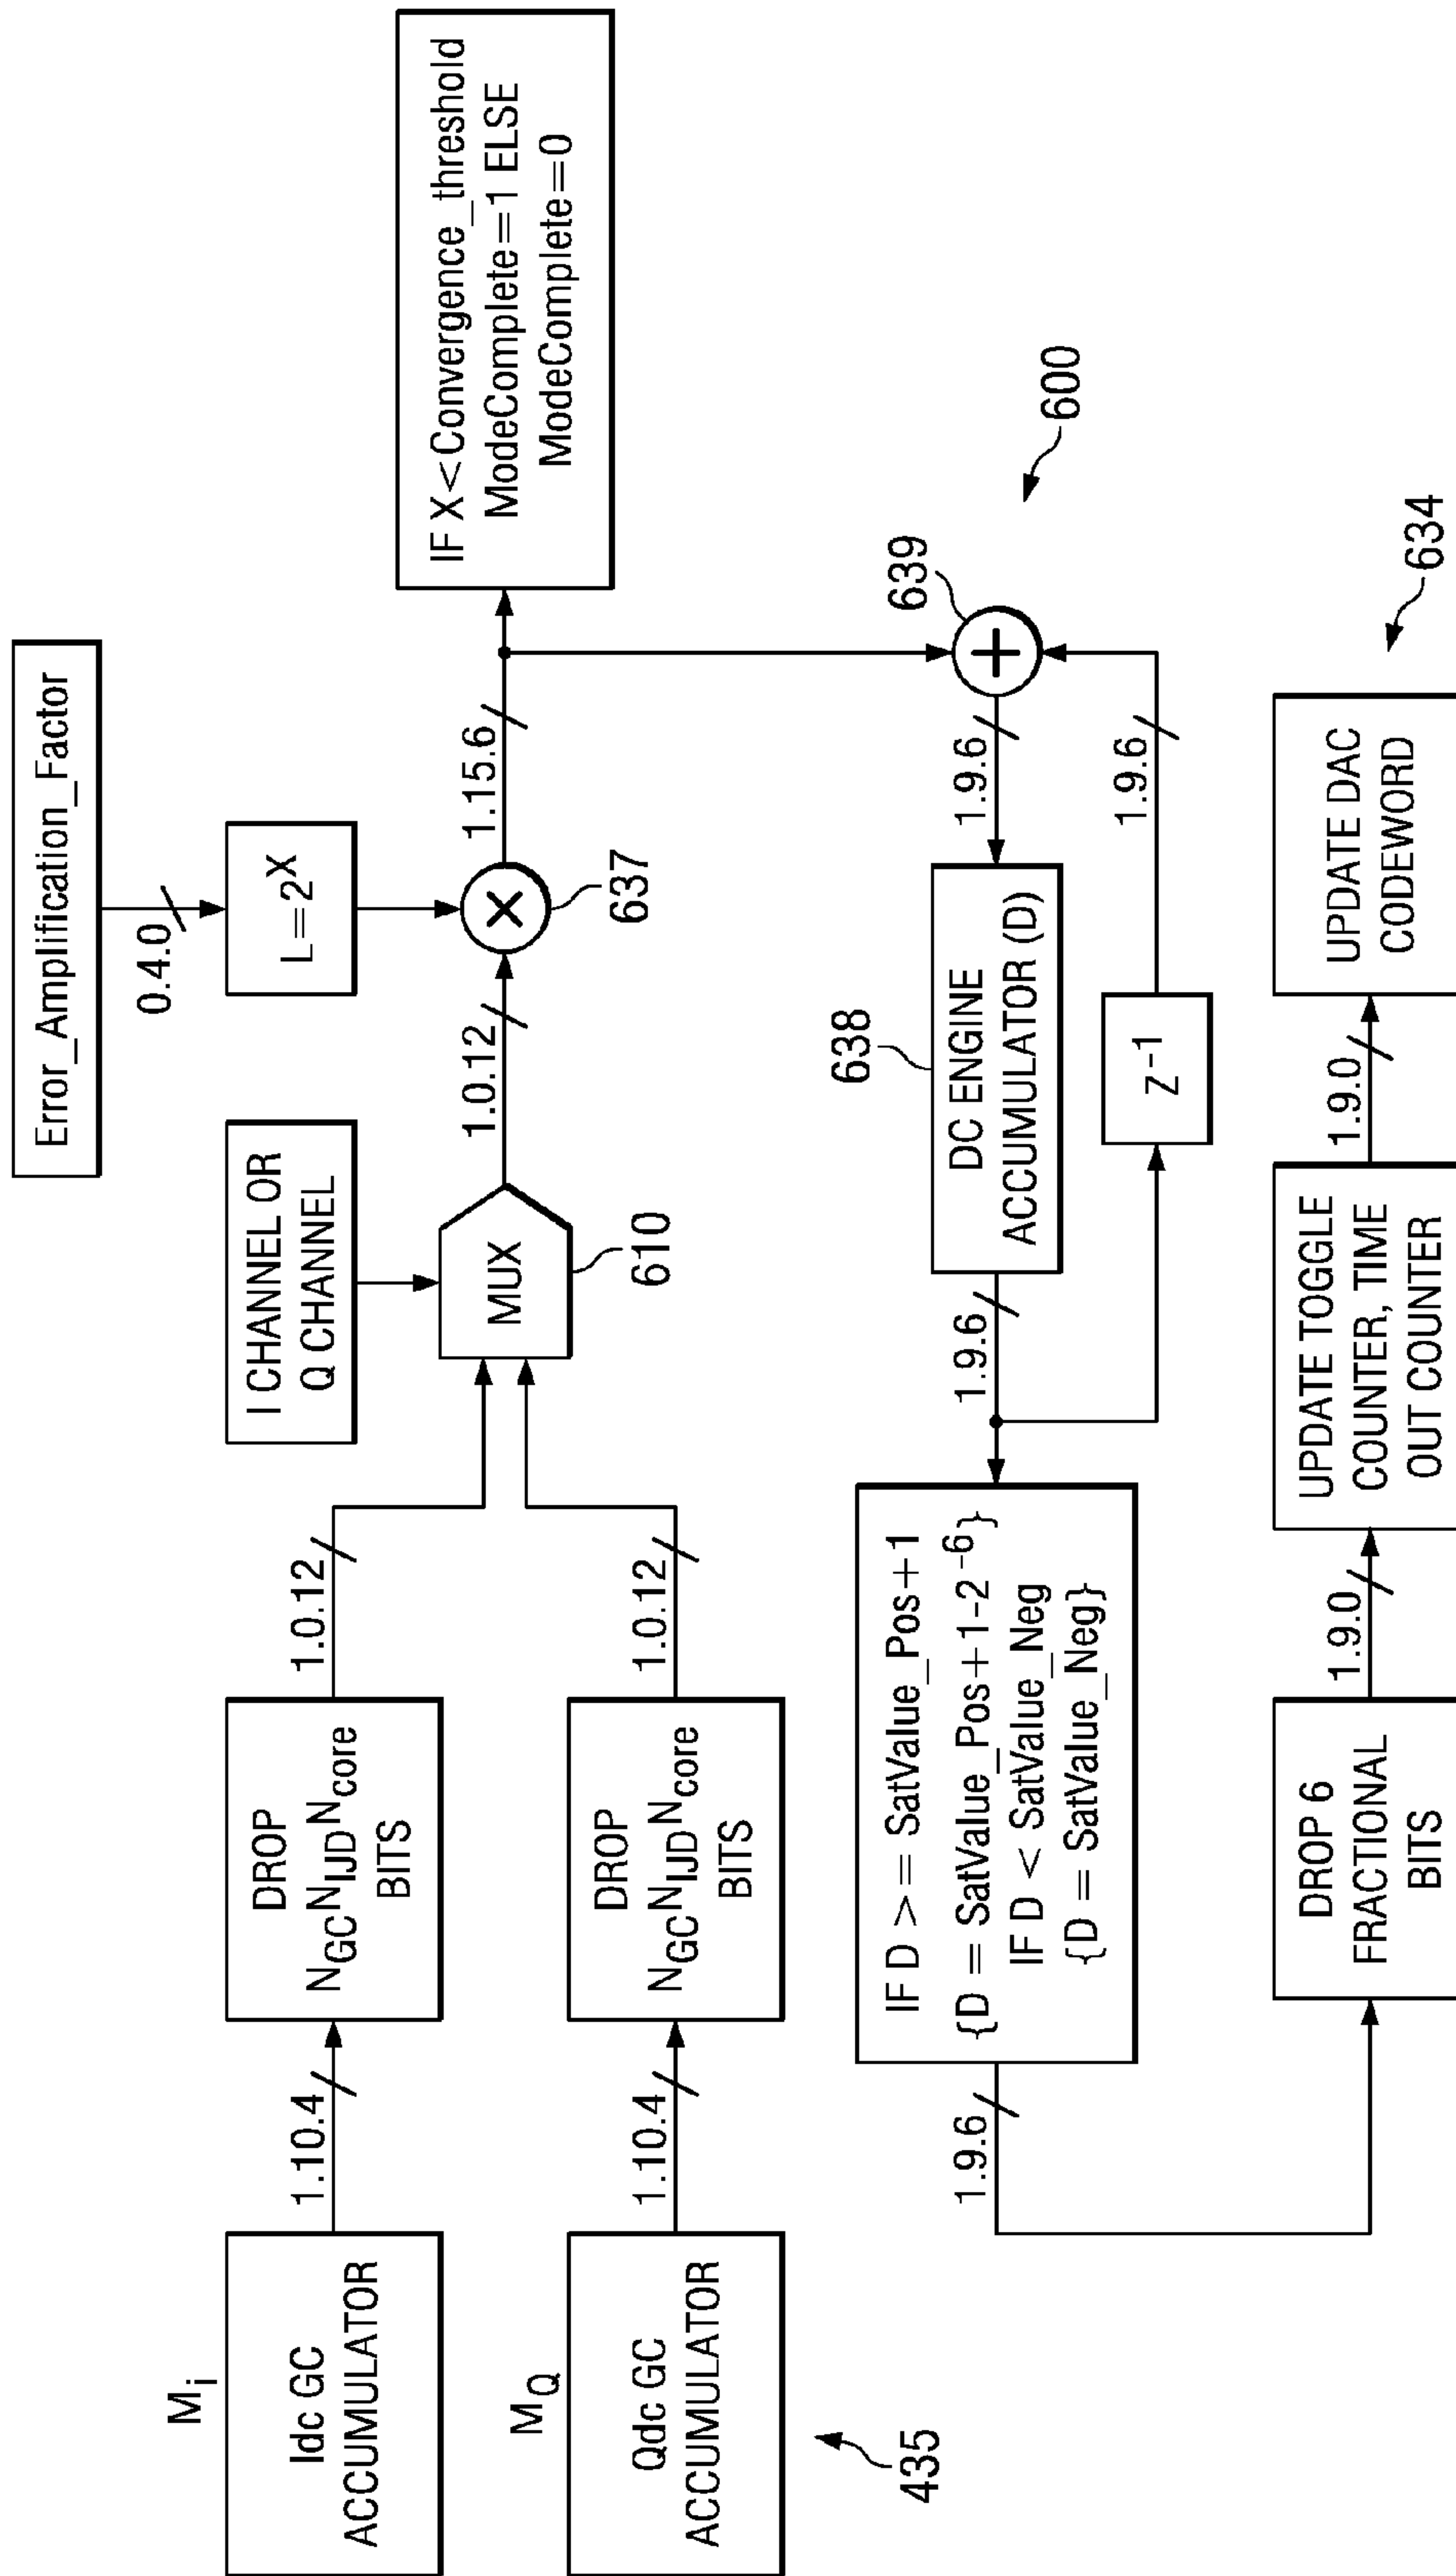 M_i
Idc GC
ACCUMULATOR
1.10.4
DROP
N_GC N_IJD N_core
BITS
1.0.12
M_Q
Qdc GC
ACCUMULATOR
435
1.10.4
DROP
N_GC N_IJD N_core
BITS
1.0.12
I CHANNEL OR
Q CHANNEL
MUX
610
1.0.12
Error_Amplification_Factor
0.4.0
L=2^X
×
637
1.15.6
IF X<Convergence_threshold
ModeComplete=1 ELSE
ModeComplete=0
600
639
+
1.9.6
1.9.6
638
DC ENGINE
ACCUMULATOR (D)
Z^-1
1.9.6
IF D >= SatValue_Pos+1
{D = SatValue_Pos+1-2^-6}
IF D < SatValue_Neg
{D = SatValue_Neg}
1.9.6
DROP 6
FRACTIONAL
BITS
1.9.0
UPDATE TOGGLE
COUNTER, TIME
OUT COUNTER
1.9.0
UPDATE DAC
CODEWORD
634